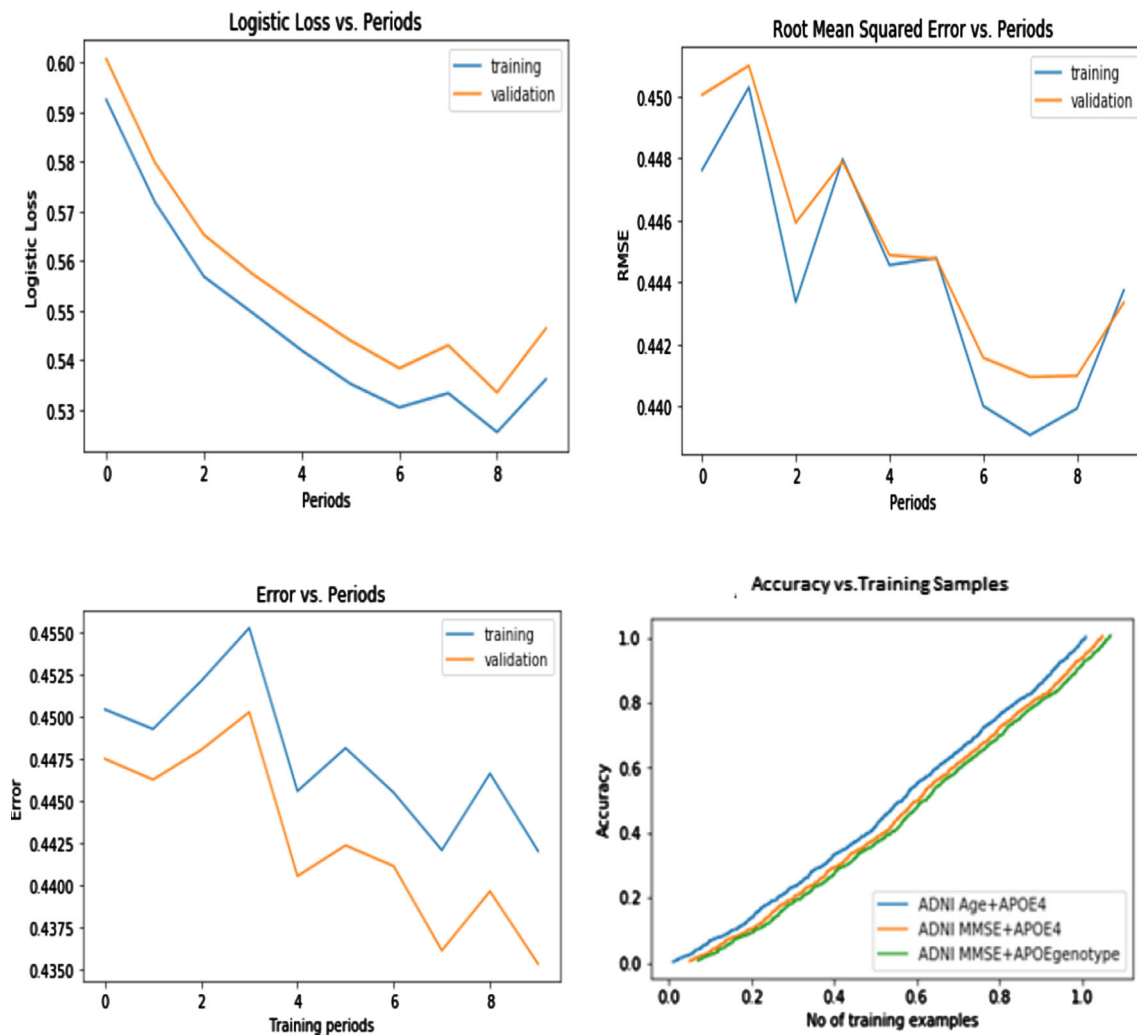 Logistic Loss vs. Periods
training
validation
0.60
0.59
0.58
0.57
0.56
0.55
0.54
0.53
Logistic Loss
0 2 4 6 8
Periods
Root Mean Squared Error vs. Periods
training
validation
0.450
0.448
0.446
0.444
0.442
0.440
RMSE
0 2 4 6 8
Periods
Error vs. Periods
training
validation
0.4550
0.4525
0.4500
0.4475
0.4450
0.4425
0.4400
0.4375
0.4350
Error
0 2 4 6 8
Training periods
Accuracy vs.Training Samples
1.0
0.8
0.6
0.4
0.2
0.0
Accuracy
ADNI Age+APOE4
ADNI MMSE+APOE4
ADNI MMSE+APOEgenotype
0.0 0.2 0.4 0.6 0.8 1.0
No of training examples